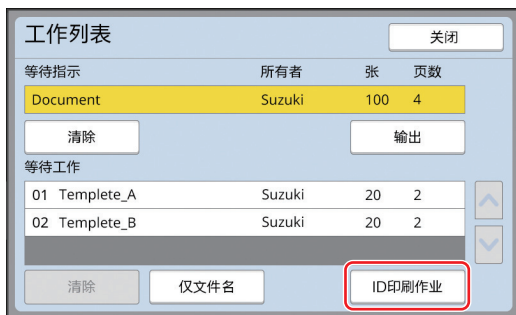 工作列表 关闭
等待指示 所有者 张 页数
Document Suzuki 100 4
清除 输出
等待工作
01 Templete_A Suzuki 20 2
02 Templete_B Suzuki 20 2
清除 仅文件名 ID印刷作业